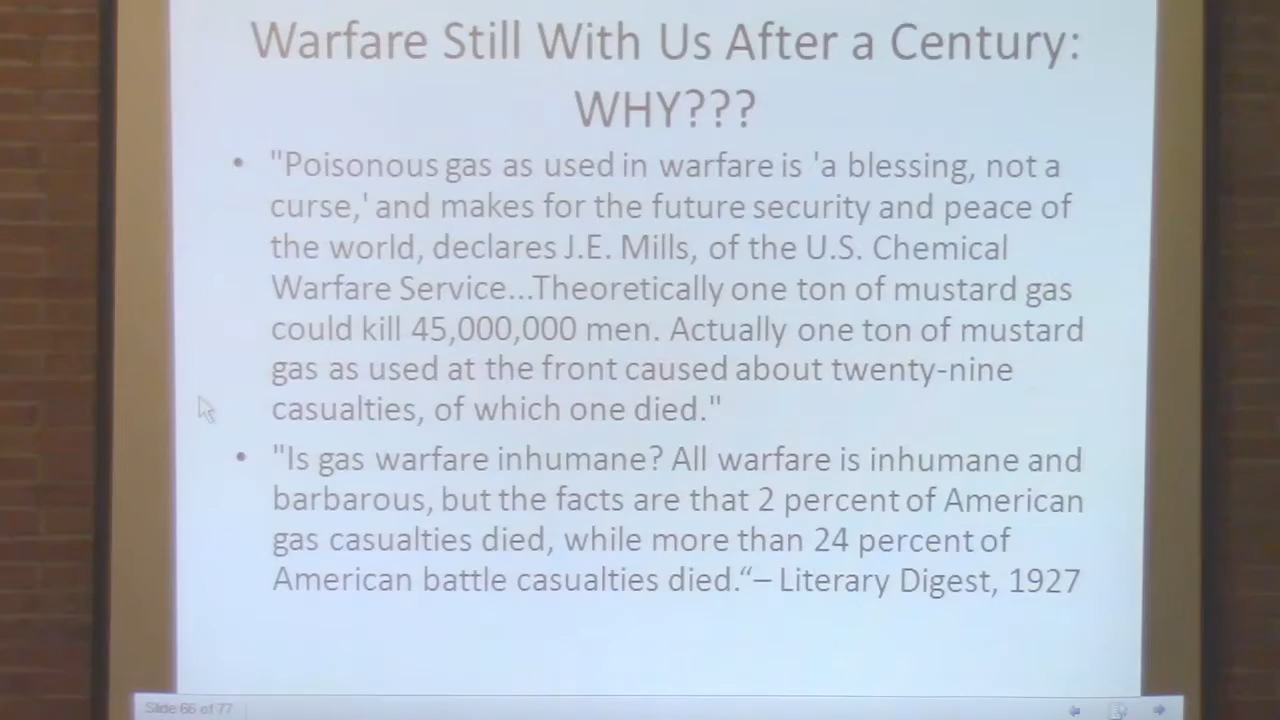 Warfare Still With Us After a Century:
WHY???
• "Poisonous gas as used in warfare is 'a blessing, not a
curse,' and makes for the future security and peace of
the world, declares J.E. Mills, of the U.S. Chemical
Warfare Service...Theoretically one ton of mustard gas
could kill 45,000,000 men. Actually one ton of mustard
gas as used at the front caused about twenty-nine
casualties, of which one died."
• "Is gas warfare inhumane? All warfare is inhumane and
barbarous, but the facts are that 2 percent of American
gas casualties died, while more than 24 percent of
American battle casualties died.“– Literary Digest, 1927
Slide 66 of 77